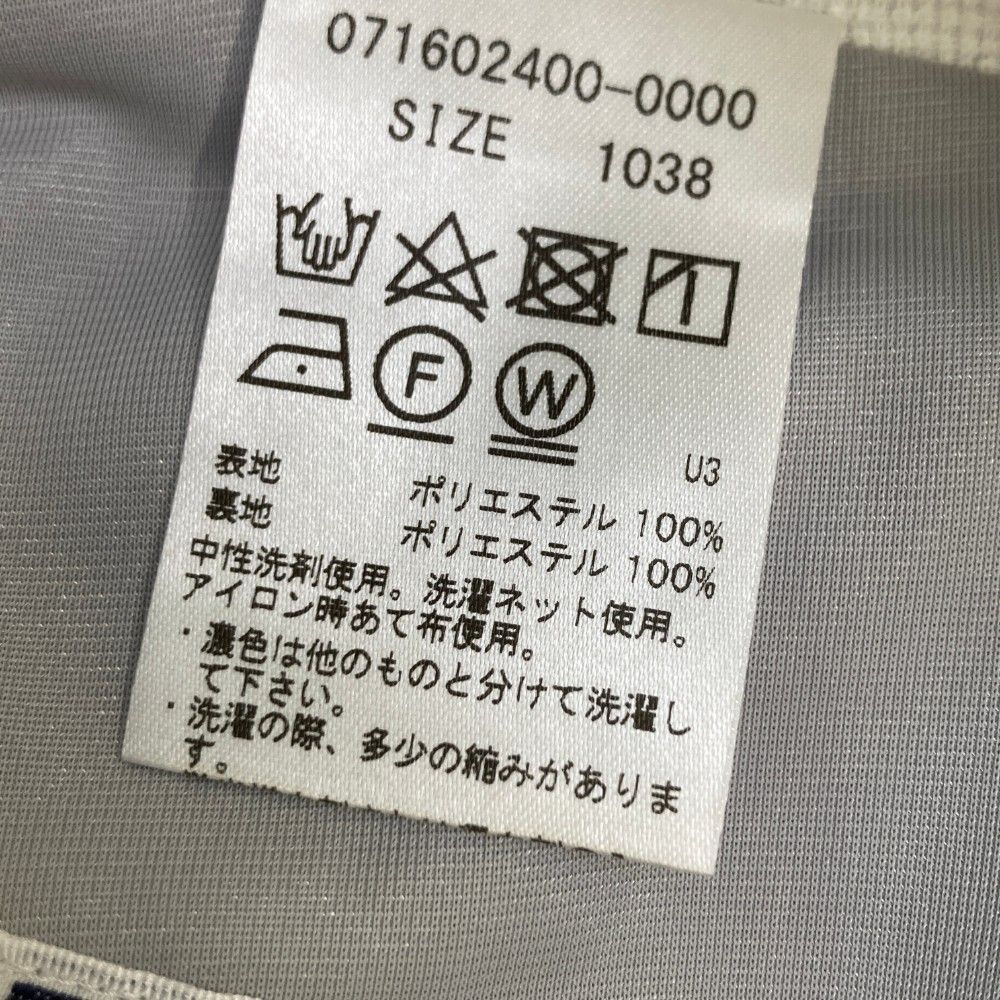 071602400-0000
SIZE 1038
F W
U3
表地 ポリエステル 100%
裏地 ポリエステル 100%
中性洗剤使用。洗濯ネット使用。
アイロン時あて布使用。
・濃色は他のものと分けて洗濯し
て下さい。
・洗濯の際、多少の縮みがありま
す。